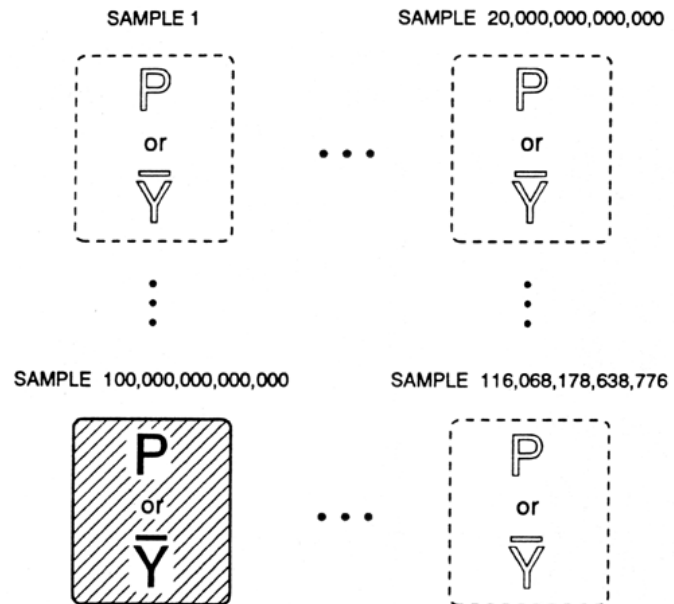 SAMPLE 1
P
or
Y̅
SAMPLE 20,000,000,000,000
P
or
Y̅
SAMPLE 100,000,000,000,000
P
or
Y̅
SAMPLE 116,068,178,638,776
P
or
Y̅